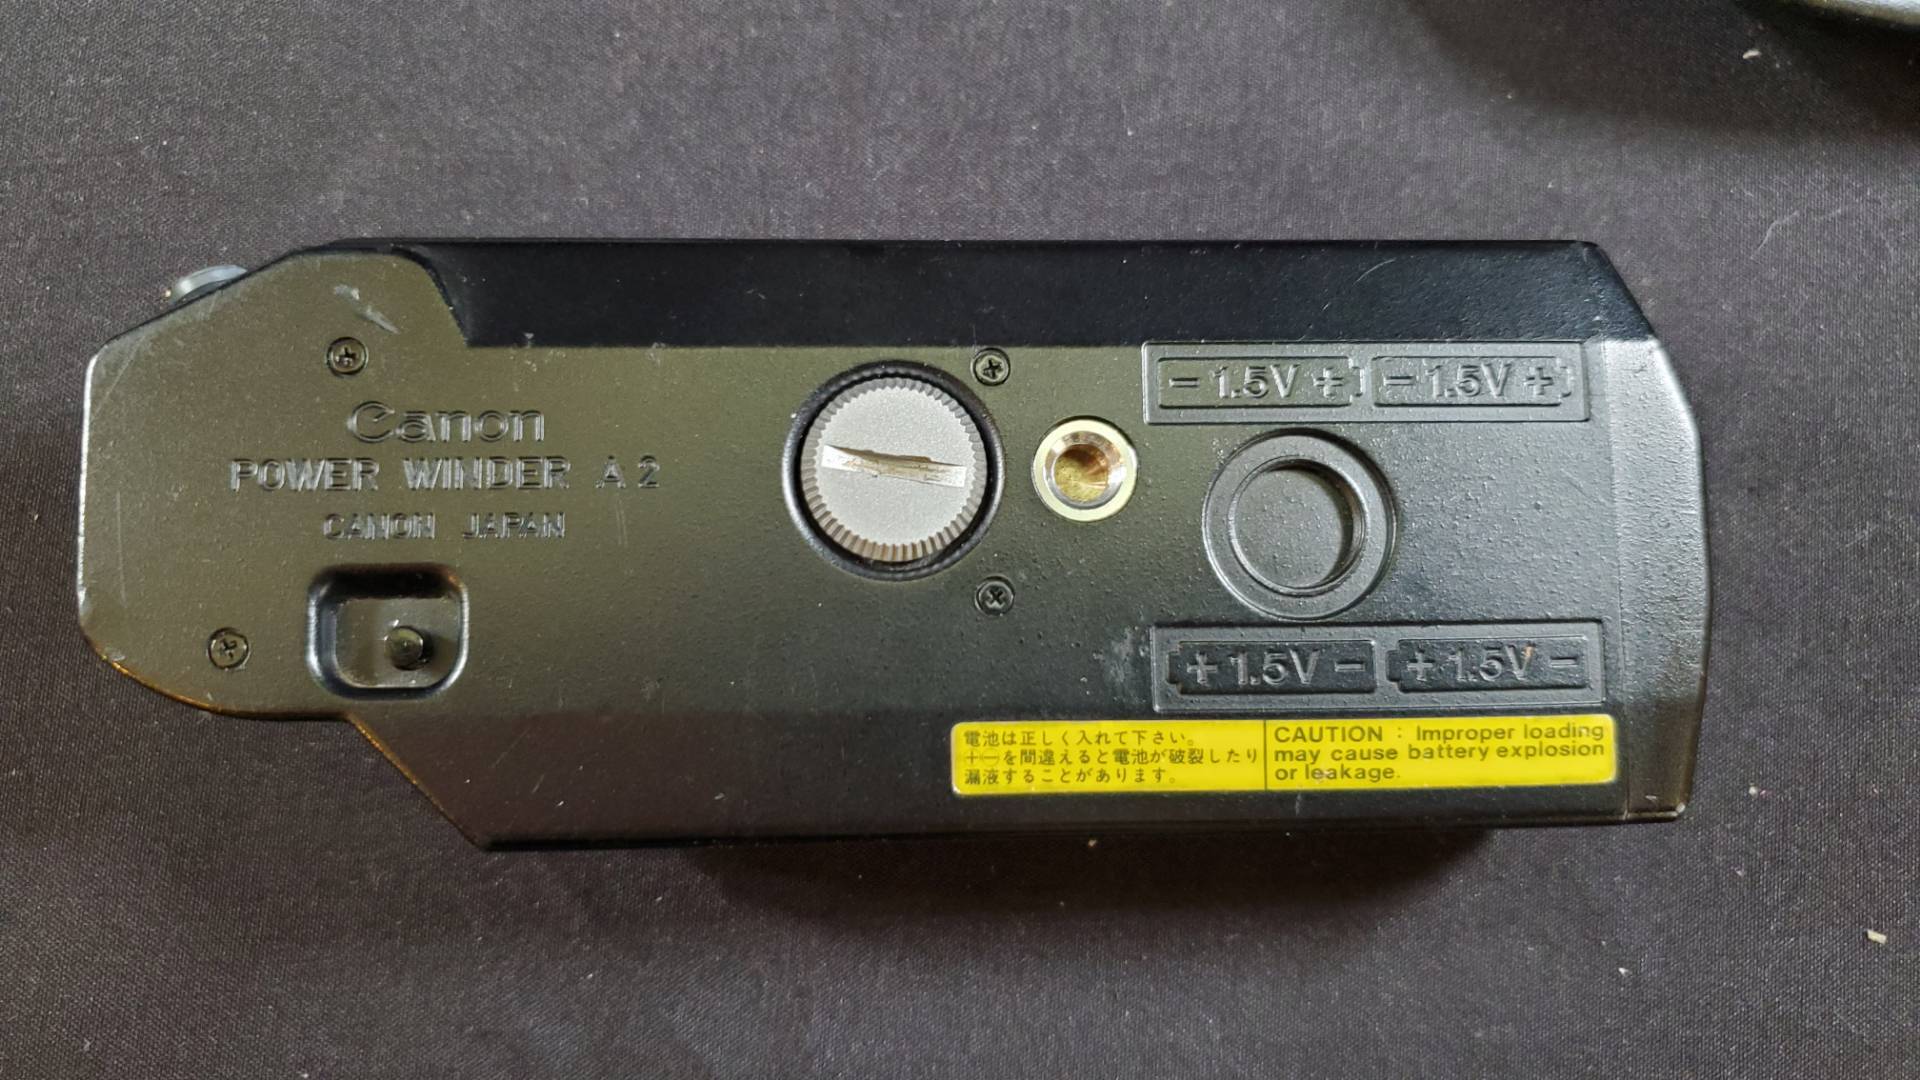 Canon
POWER WINDER A2
CANON JAPAN
− 1.5V + − 1.5V +
+ 1.5V − + 1.5V −
電池は正しく入れて下さい。
+−を間違えると電池が破裂したり
漏液することがあります。
CAUTION : Improper loading
may cause battery explosion
or leakage.